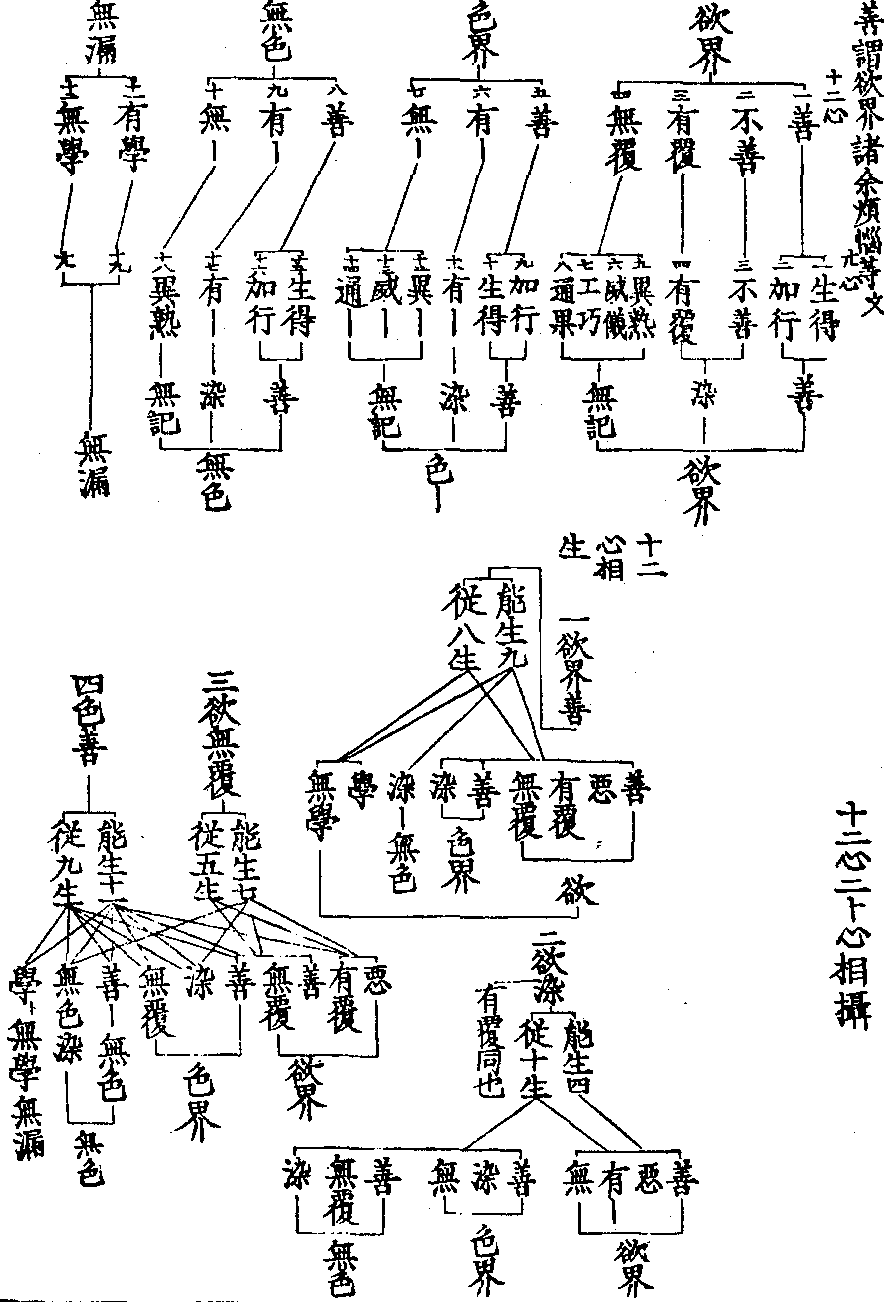 善謂欲界諸余煩惱等文
十二心
欲界
一善
二不善
三有覆
四無覆
色界
五善
六有ー
七無ー
無色
八善
九有ー
十無ー
無漏
十一有學
十二無學
廿心
一生得
二加行
善
三不善
四有覆
染
五異熟
六威儀
七工巧
八通果
無記
欲界
九加行
十生得
善
十一有ー
染
十二異
十三威
十四通
無記
色ー
十五生得
十六加行
善
十七有ー
染
十八異熟
無記
無色
十九
廿
無漏
十二心相生
一欲界善
能生九
從八生
善
惡
有覆
無覆
善
染
染ー無色
學
無學
色界
欲
十二心二十心相攝
二欲染
有覆同也
能生四
從十生
善
惡
有
無
欲界
善
染
無
色界
善
無覆
染
無色
三欲無覆
能生七
從五生
四色善
能生十一
從九生
惡
有覆
善
無覆
欲界
善
染
無覆
色界
善ー無色
無色染
無色
學ー無學無漏